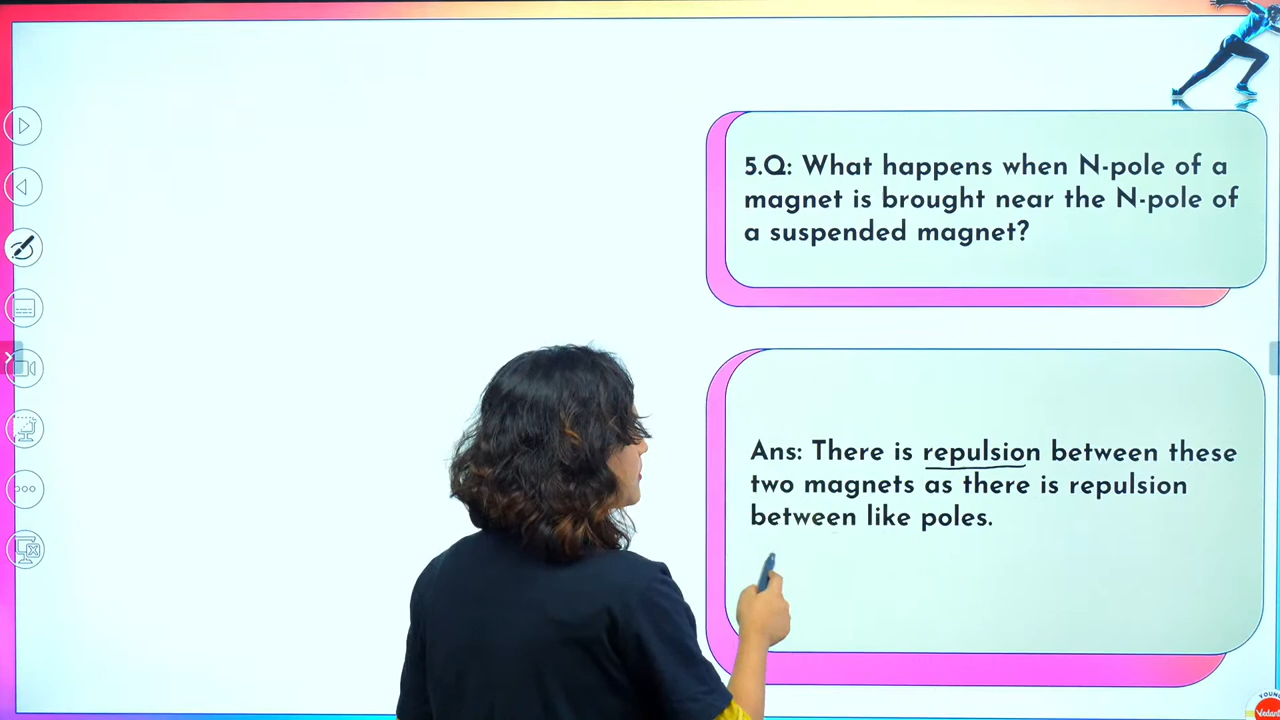 5.Q: What happens when N-pole of a
magnet is brought near the N-pole of
a suspended magnet?
Ans: There is repulsion between these
two magnets as there is repulsion
between like poles.
YOUNG